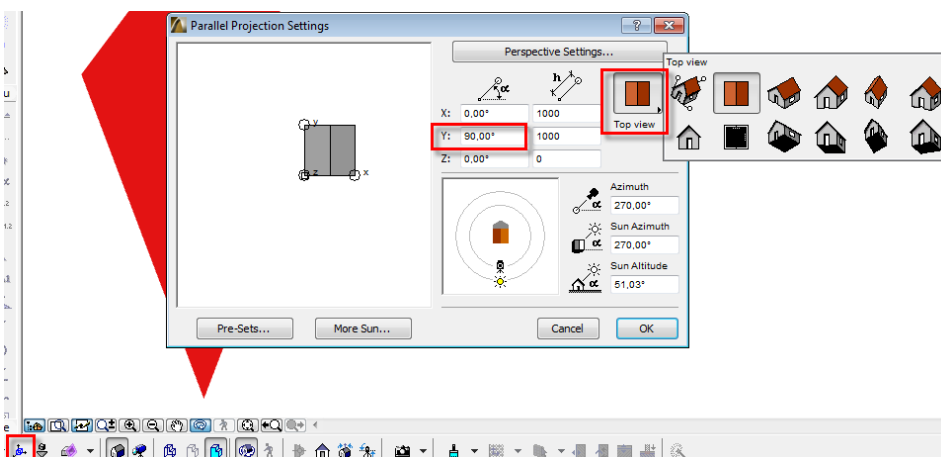 Parallel Projection Settings
Perspective Settings...
Top view
α
h
X: 0,00° 1000
Y: 90,00° 1000
Z: 0,00° 0
Top view
y
z x
Azimuth
α 270,00°
Sun Azimuth
α 270,00°
Sun Altitude
α 51,03°
Pre-Sets...
More Sun...
Cancel
OK